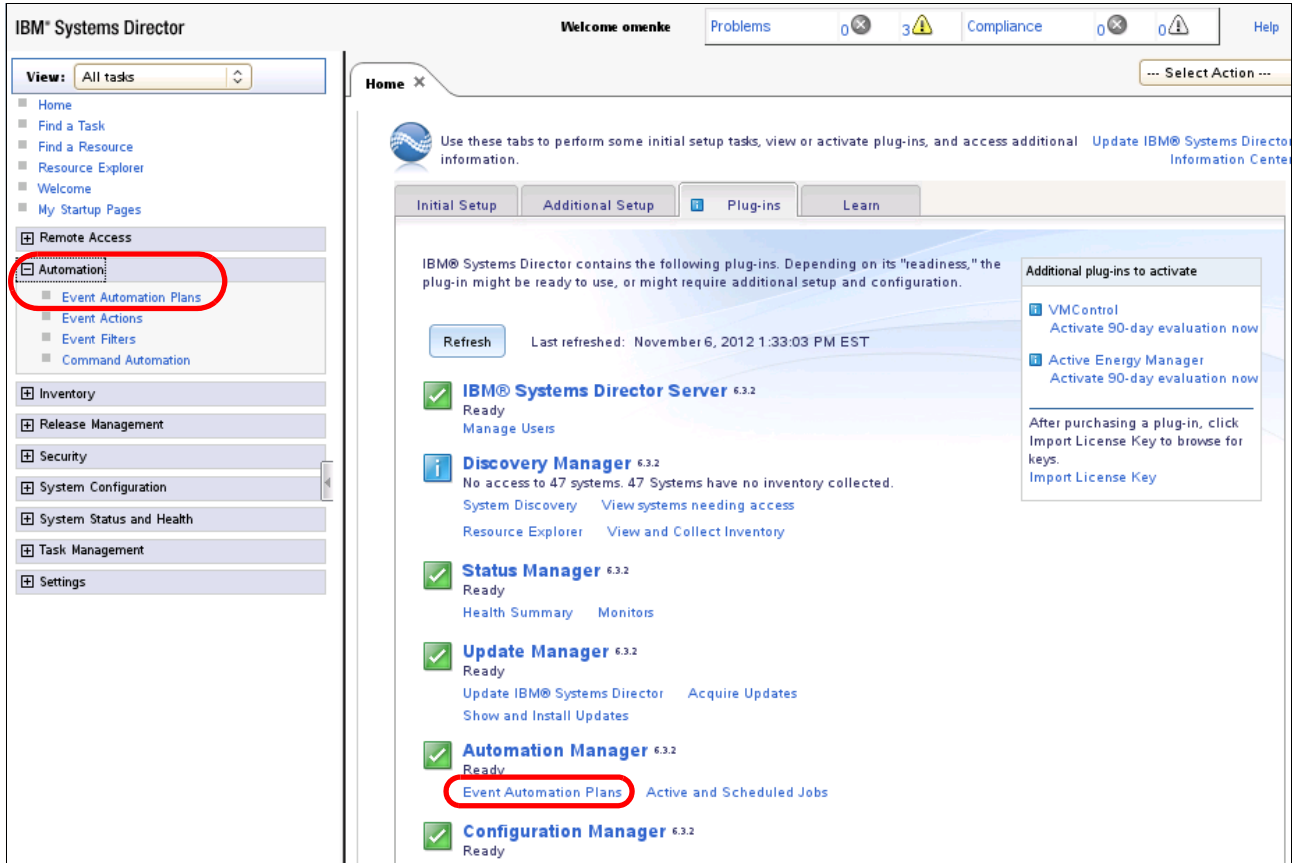 IBM® Systems Director
Welcome omenke
Problems 0 3 Compliance 0 0 Help
View: All tasks
Home
Find a Task
Find a Resource
Resource Explorer
Welcome
My Startup Pages
Remote Access
Automation
Event Automation Plans
Event Actions
Event Filters
Command Automation
Inventory
Release Management
Security
System Configuration
System Status and Health
Task Management
Settings
Home
--- Select Action ---
Use these tabs to perform some initial setup tasks, view or activate plug-ins, and access additional
information.
Update IBM® Systems Director
Information Center
Initial Setup
Additional Setup
Plug-ins
Learn
IBM® Systems Director contains the following plug-ins. Depending on its "readiness," the
plug-in might be ready to use, or might require additional setup and configuration.
Refresh Last refreshed: November 6, 2012 1:33:03 PM EST
IBM® Systems Director Server 6.3.2
Ready
Manage Users
Discovery Manager 6.3.2
No access to 47 systems. 47 Systems have no inventory collected.
System Discovery View systems needing access
Resource Explorer View and Collect Inventory
Status Manager 6.3.2
Ready
Health Summary Monitors
Update Manager 6.3.2
Ready
Update IBM® Systems Director Acquire Updates
Show and Install Updates
Automation Manager 6.3.2
Ready
Event Automation Plans Active and Scheduled Jobs
Configuration Manager 6.3.2
Ready
Additional plug-ins to activate
VMControl
Activate 90-day evaluation now
Active Energy Manager
Activate 90-day evaluation now
After purchasing a plug-in, click
Import License Key to browse for
keys.
Import License Key